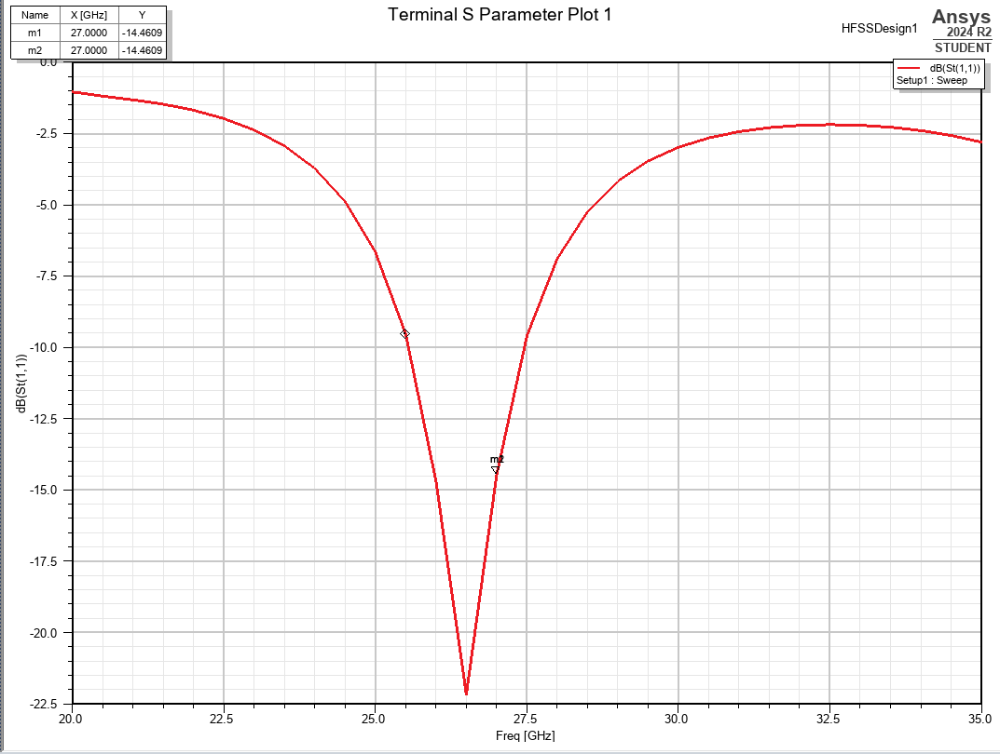 Terminal S Parameter Plot 1
HFSSDesign1
Ansys
2024 R2
STUDENT
Name X [GHz] Y
m1 27.0000 -14.4609
m2 27.0000 -14.4609
dB(St(1,1))
Setup1 : Sweep
0.0
-2.5
-5.0
-7.5
-10.0
-12.5
-15.0
-17.5
-20.0
-22.5
dB(St(1,1))
m2
20.0 22.5 25.0 27.5 30.0 32.5 35.0
Freq [GHz]